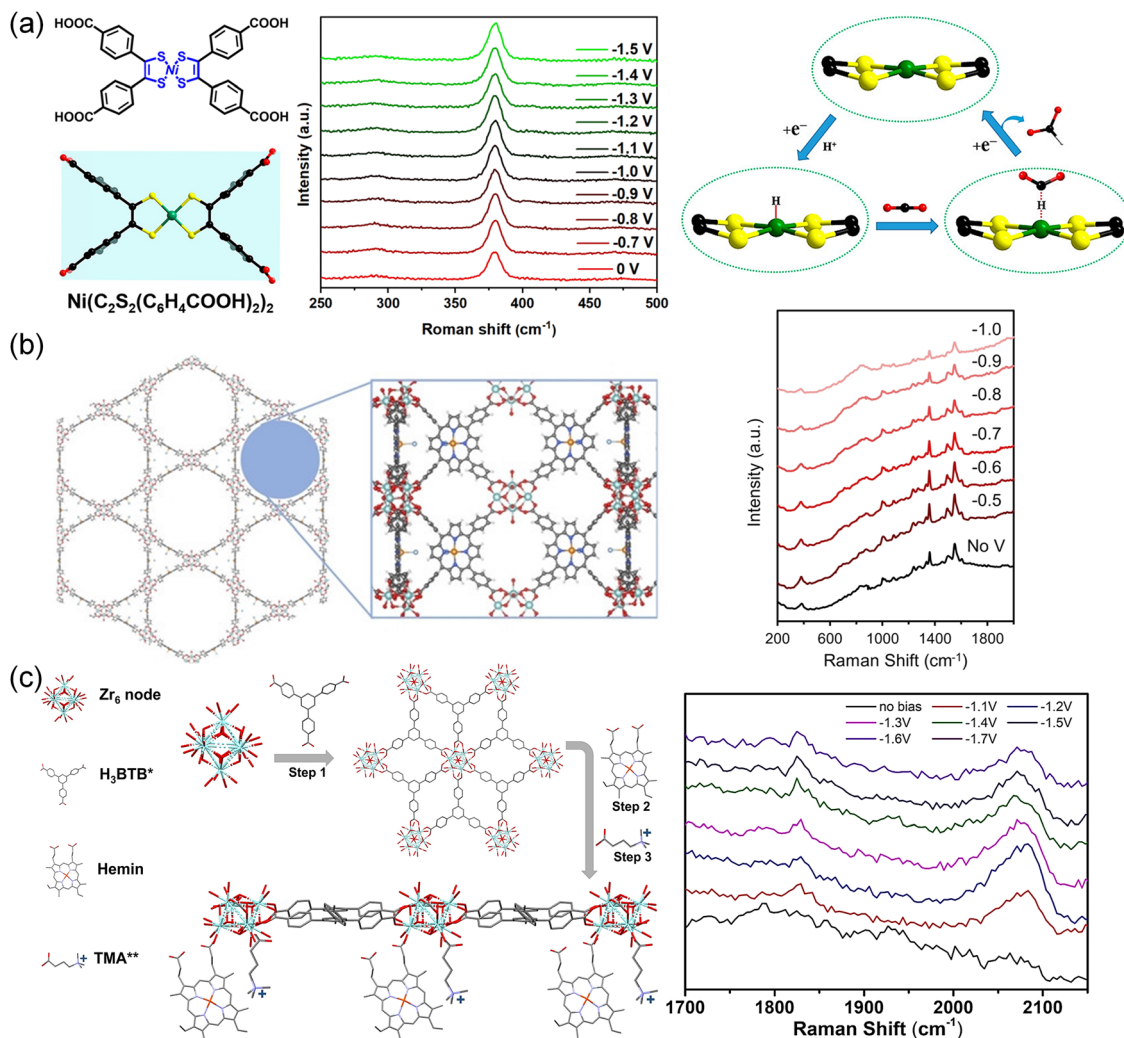 (a)
HOOC
COOH
S
S
Ni
S
S
HOOC
COOH
Ni(C₂S₂(C₆H₄COOH)₂)₂
Intensity (a.u.)
-1.5 V
-1.4 V
-1.3 V
-1.2 V
-1.1 V
-1.0 V
-0.9 V
-0.8 V
-0.7 V
0 V
250 300 350 400 450 500
Roman shift (cm⁻¹)
+e⁻
H⁺
+e⁻
H
H
(b)
Intensity (a.u.)
-1.0
-0.9
-0.8
-0.7
-0.6
-0.5
No V
200 600 1000 1400 1800
Raman Shift (cm⁻¹)
(c)
Zr₆ node
H₃BTB*
Hemin
TMA**
+
Step 1
Step 2
+
Step 3
+
+
+
no bias -1.1V -1.2V
-1.3V -1.4V -1.5V
-1.6V -1.7V
1700 1800 1900 2000 2100
Raman Shift (cm⁻¹)